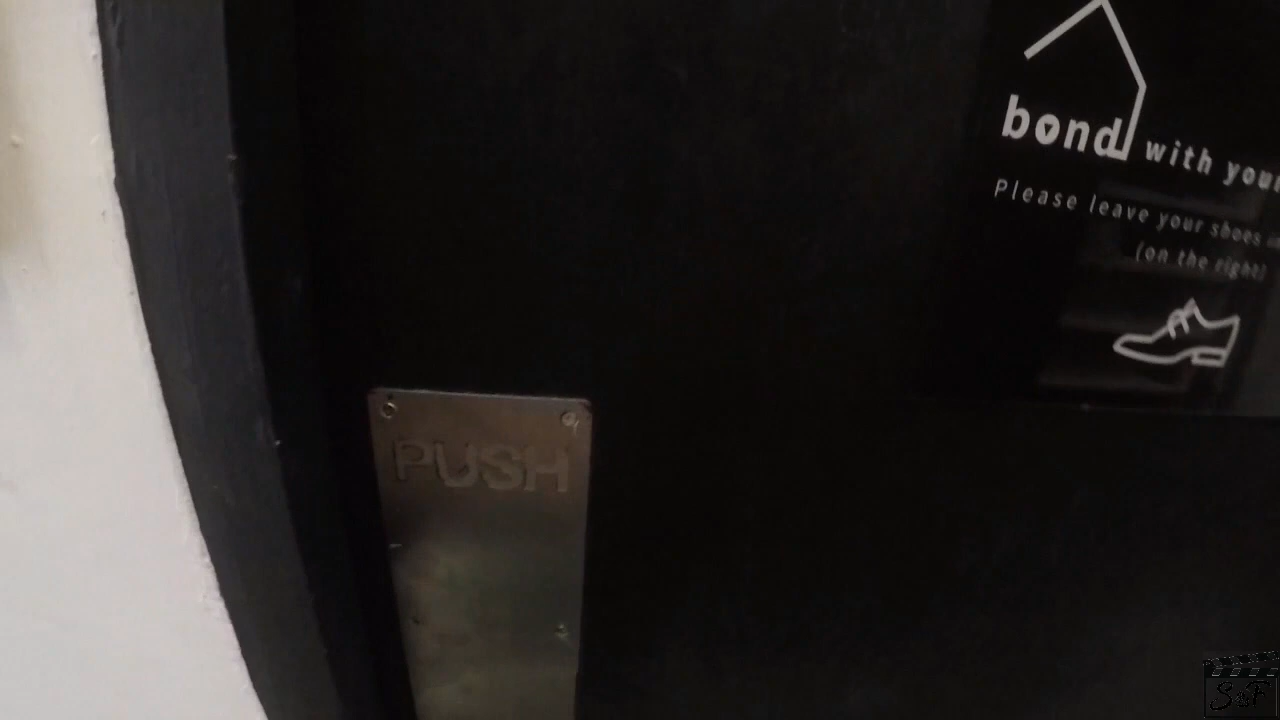 bond with your
Please leave your shoes
(on the right)
PUSH
S&F